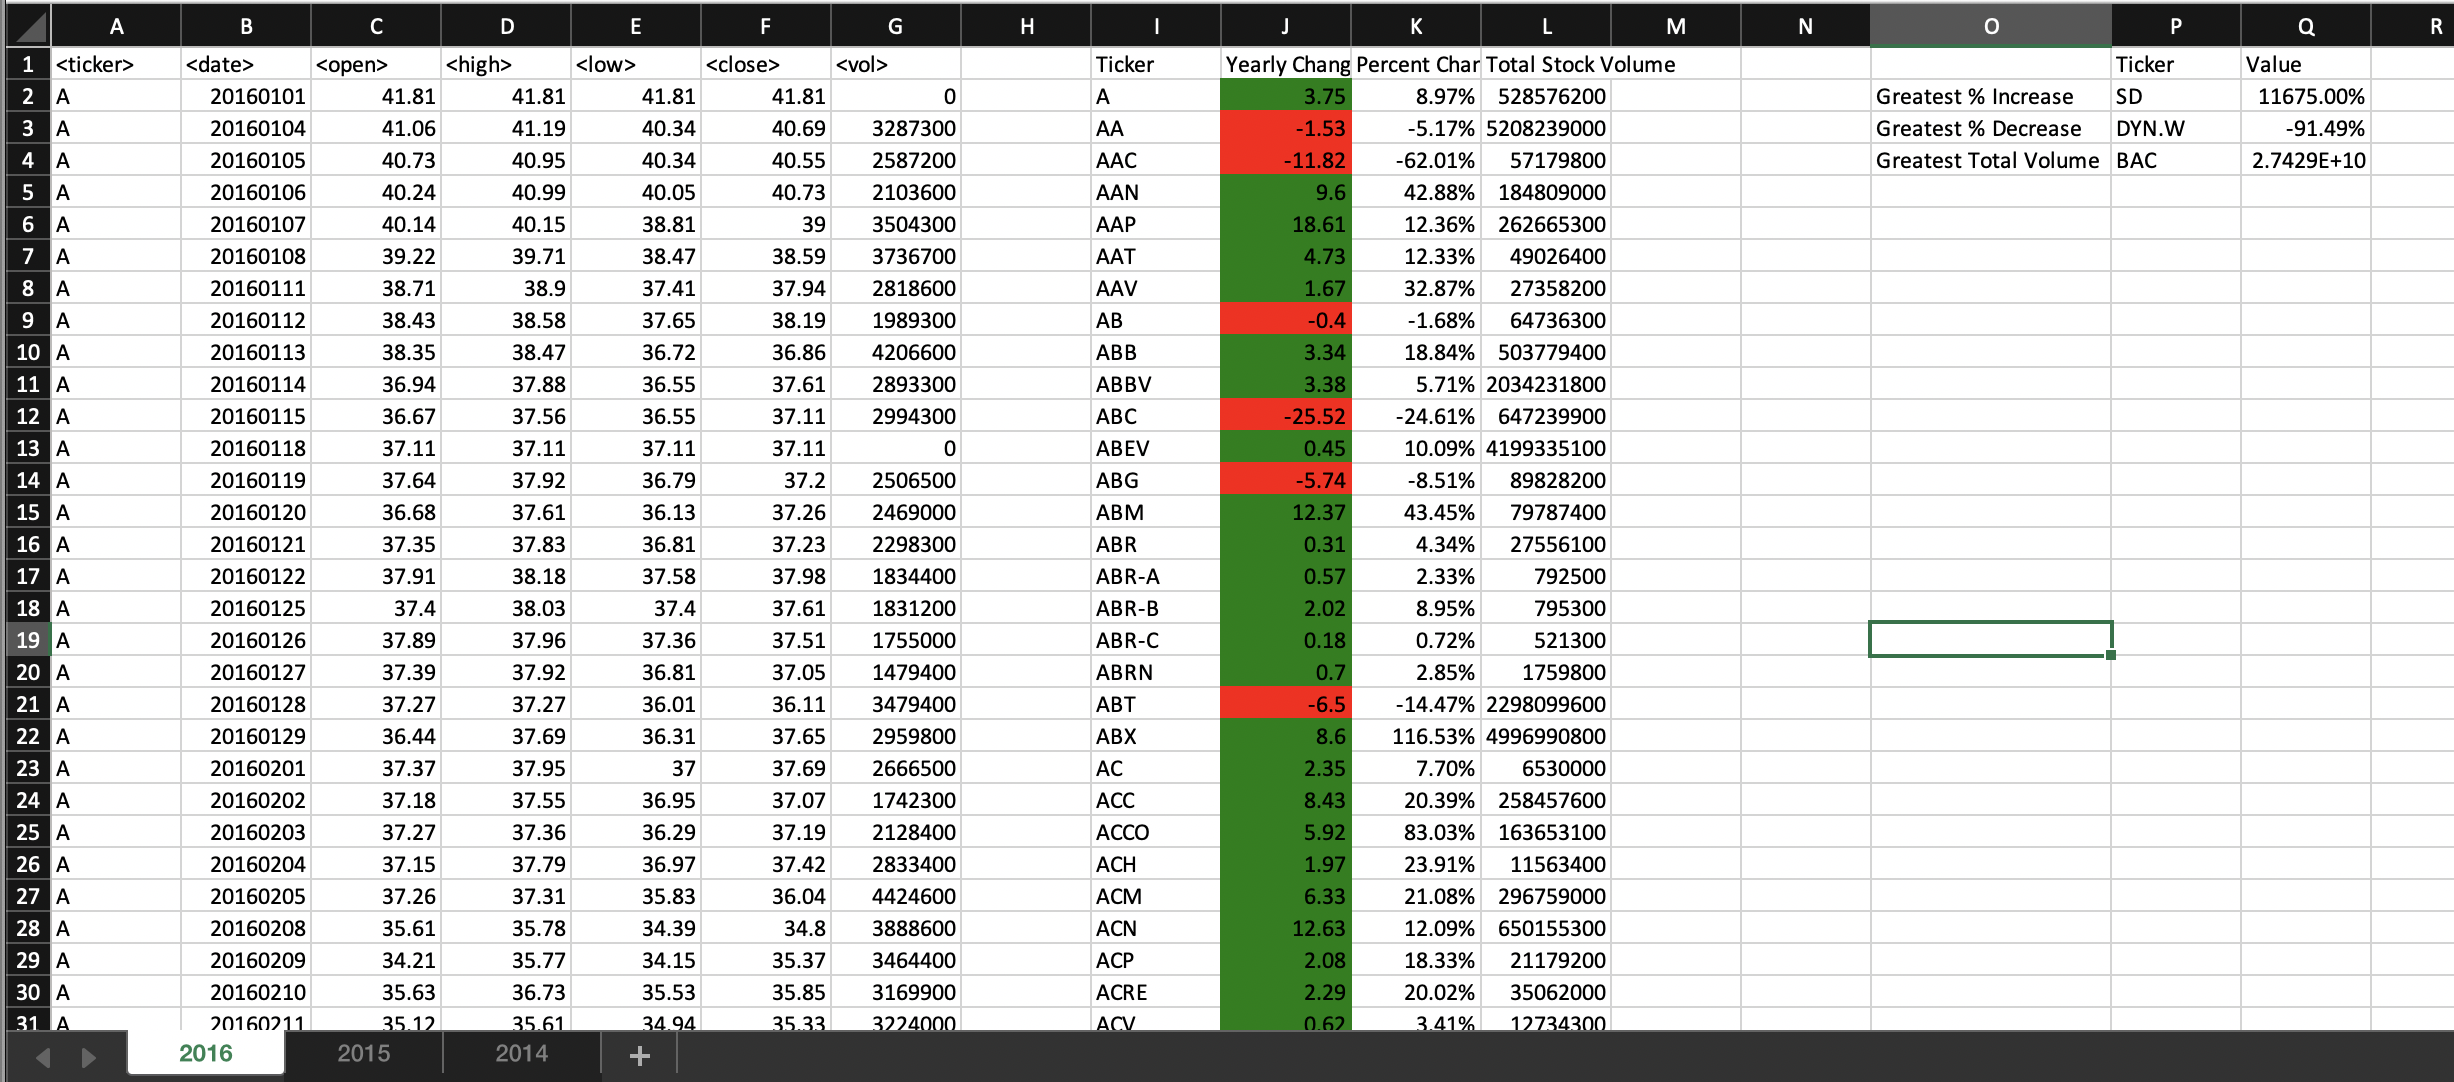 A B C D E F G H I J K L M N O P Q R
1 <ticker> <date> <open> <high> <low> <close> <vol> Ticker Yearly Chang Percent Char Total Stock Volume Ticker Value
2 A 20160101 41.81 41.81 41.81 41.81 0 A 3.75 8.97% 528576200 Greatest % Increase SD 11675.00%
3 A 20160104 41.06 41.19 40.34 40.69 3287300 AA -1.53 -5.17% 5208239000 Greatest % Decrease DYN.W -91.49%
4 A 20160105 40.73 40.95 40.34 40.55 2587200 AAC -11.82 -62.01% 57179800 Greatest Total Volume BAC 2.7429E+10
5 A 20160106 40.24 40.99 40.05 40.73 2103600 AAN 9.6 42.88% 184809000
6 A 20160107 40.14 40.15 38.81 39 3504300 AAP 18.61 12.36% 262665300
7 A 20160108 39.22 39.71 38.47 38.59 3736700 AAT 4.73 12.33% 49026400
8 A 20160111 38.71 38.9 37.41 37.94 2818600 AAV 1.67 32.87% 27358200
9 A 20160112 38.43 38.58 37.65 38.19 1989300 AB -0.4 -1.68% 64736300
10 A 20160113 38.35 38.47 36.72 36.86 4206600 ABB 3.34 18.84% 503779400
11 A 20160114 36.94 37.88 36.55 37.61 2893300 ABBV 3.38 5.71% 2034231800
12 A 20160115 36.67 37.56 36.55 37.11 2994300 ABC -25.52 -24.61% 647239900
13 A 20160118 37.11 37.11 37.11 37.11 0 ABEV 0.45 10.09% 4199335100
14 A 20160119 37.64 37.92 36.79 37.2 2506500 ABG -5.74 -8.51% 89828200
15 A 20160120 36.68 37.61 36.13 37.26 2469000 ABM 12.37 43.45% 79787400
16 A 20160121 37.35 37.83 36.81 37.23 2298300 ABR 0.31 4.34% 27556100
17 A 20160122 37.91 38.18 37.58 37.98 1834400 ABR-A 0.57 2.33% 792500
18 A 20160125 37.4 38.03 37.4 37.61 1831200 ABR-B 2.02 8.95% 795300
19 A 20160126 37.89 37.96 37.36 37.51 1755000 ABR-C 0.18 0.72% 521300
20 A 20160127 37.39 37.92 36.81 37.05 1479400 ABRN 0.7 2.85% 1759800
21 A 20160128 37.27 37.27 36.01 36.11 3479400 ABT -6.5 -14.47% 2298099600
22 A 20160129 36.44 37.69 36.31 37.65 2959800 ABX 8.6 116.53% 4996990800
23 A 20160201 37.37 37.95 37 37.69 2666500 AC 2.35 7.70% 6530000
24 A 20160202 37.18 37.55 36.95 37.07 1742300 ACC 8.43 20.39% 258457600
25 A 20160203 37.27 37.36 36.29 37.19 2128400 ACCO 5.92 83.03% 163653100
26 A 20160204 37.15 37.79 36.97 37.42 2833400 ACH 1.97 23.91% 11563400
27 A 20160205 37.26 37.31 35.83 36.04 4424600 ACM 6.33 21.08% 296759000
28 A 20160208 35.61 35.78 34.39 34.8 3888600 ACN 12.63 12.09% 650155300
29 A 20160209 34.21 35.77 34.15 35.37 3464400 ACP 2.08 18.33% 21179200
30 A 20160210 35.63 36.73 35.53 35.85 3169900 ACRE 2.29 20.02% 35062000
31 A 20160211 35.12 35.61 34.94 35.33 3224000 ACV 0.62 3.41% 12734300
2016 2015 2014 +